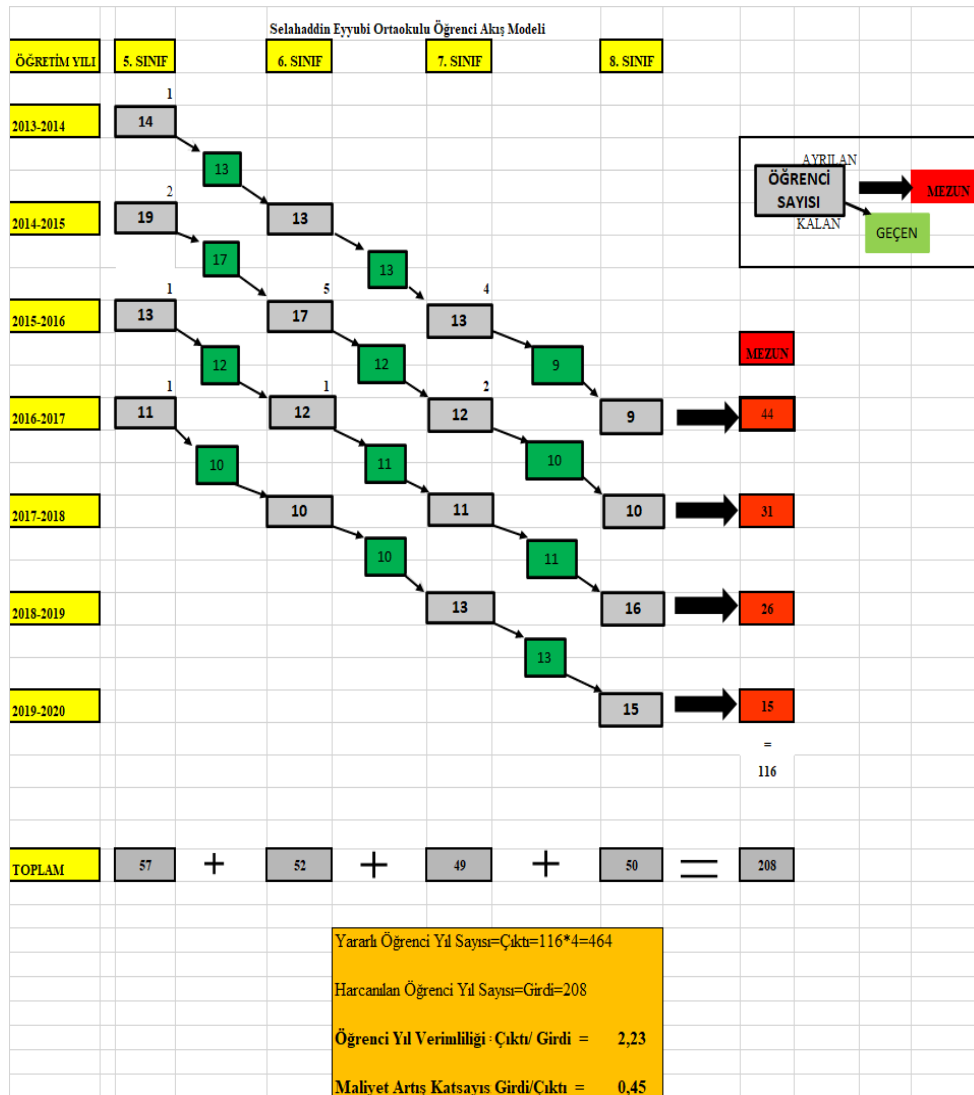 Selahaddin Eyyubi Ortaokulu Öğrenci Akış Modeli
ÖĞRETİM YILI 5. SINIF 6. SINIF 7. SINIF 8. SINIF
1
2013-2014 14
13
AYRILAN
ÖĞRENCİ SAYISI
MEZUN
KALAN
GEÇEN
2
2014-2015 19 13
17 13
1 5 4
2015-2016 13 17 13
MEZUN
12 12 9
1 1 2
2016-2017 11 12 12 9 44
10 11 10
2017-2018 10 11 10 31
10 11
2018-2019 13 16 26
13
2019-2020 15 15
=
116
TOPLAM 57 + 52 + 49 + 50 = 208
Yararlı Öğrenci Yıl Sayısı=Çıktı=116*4=464
Harcanılan Öğrenci Yıl Sayısı=Girdi=208
Öğrenci Yıl Verimliliği : Çıktı/ Girdi = 2,23
Maliyet Artış Katsayıs Girdi/Çıktı = 0,45